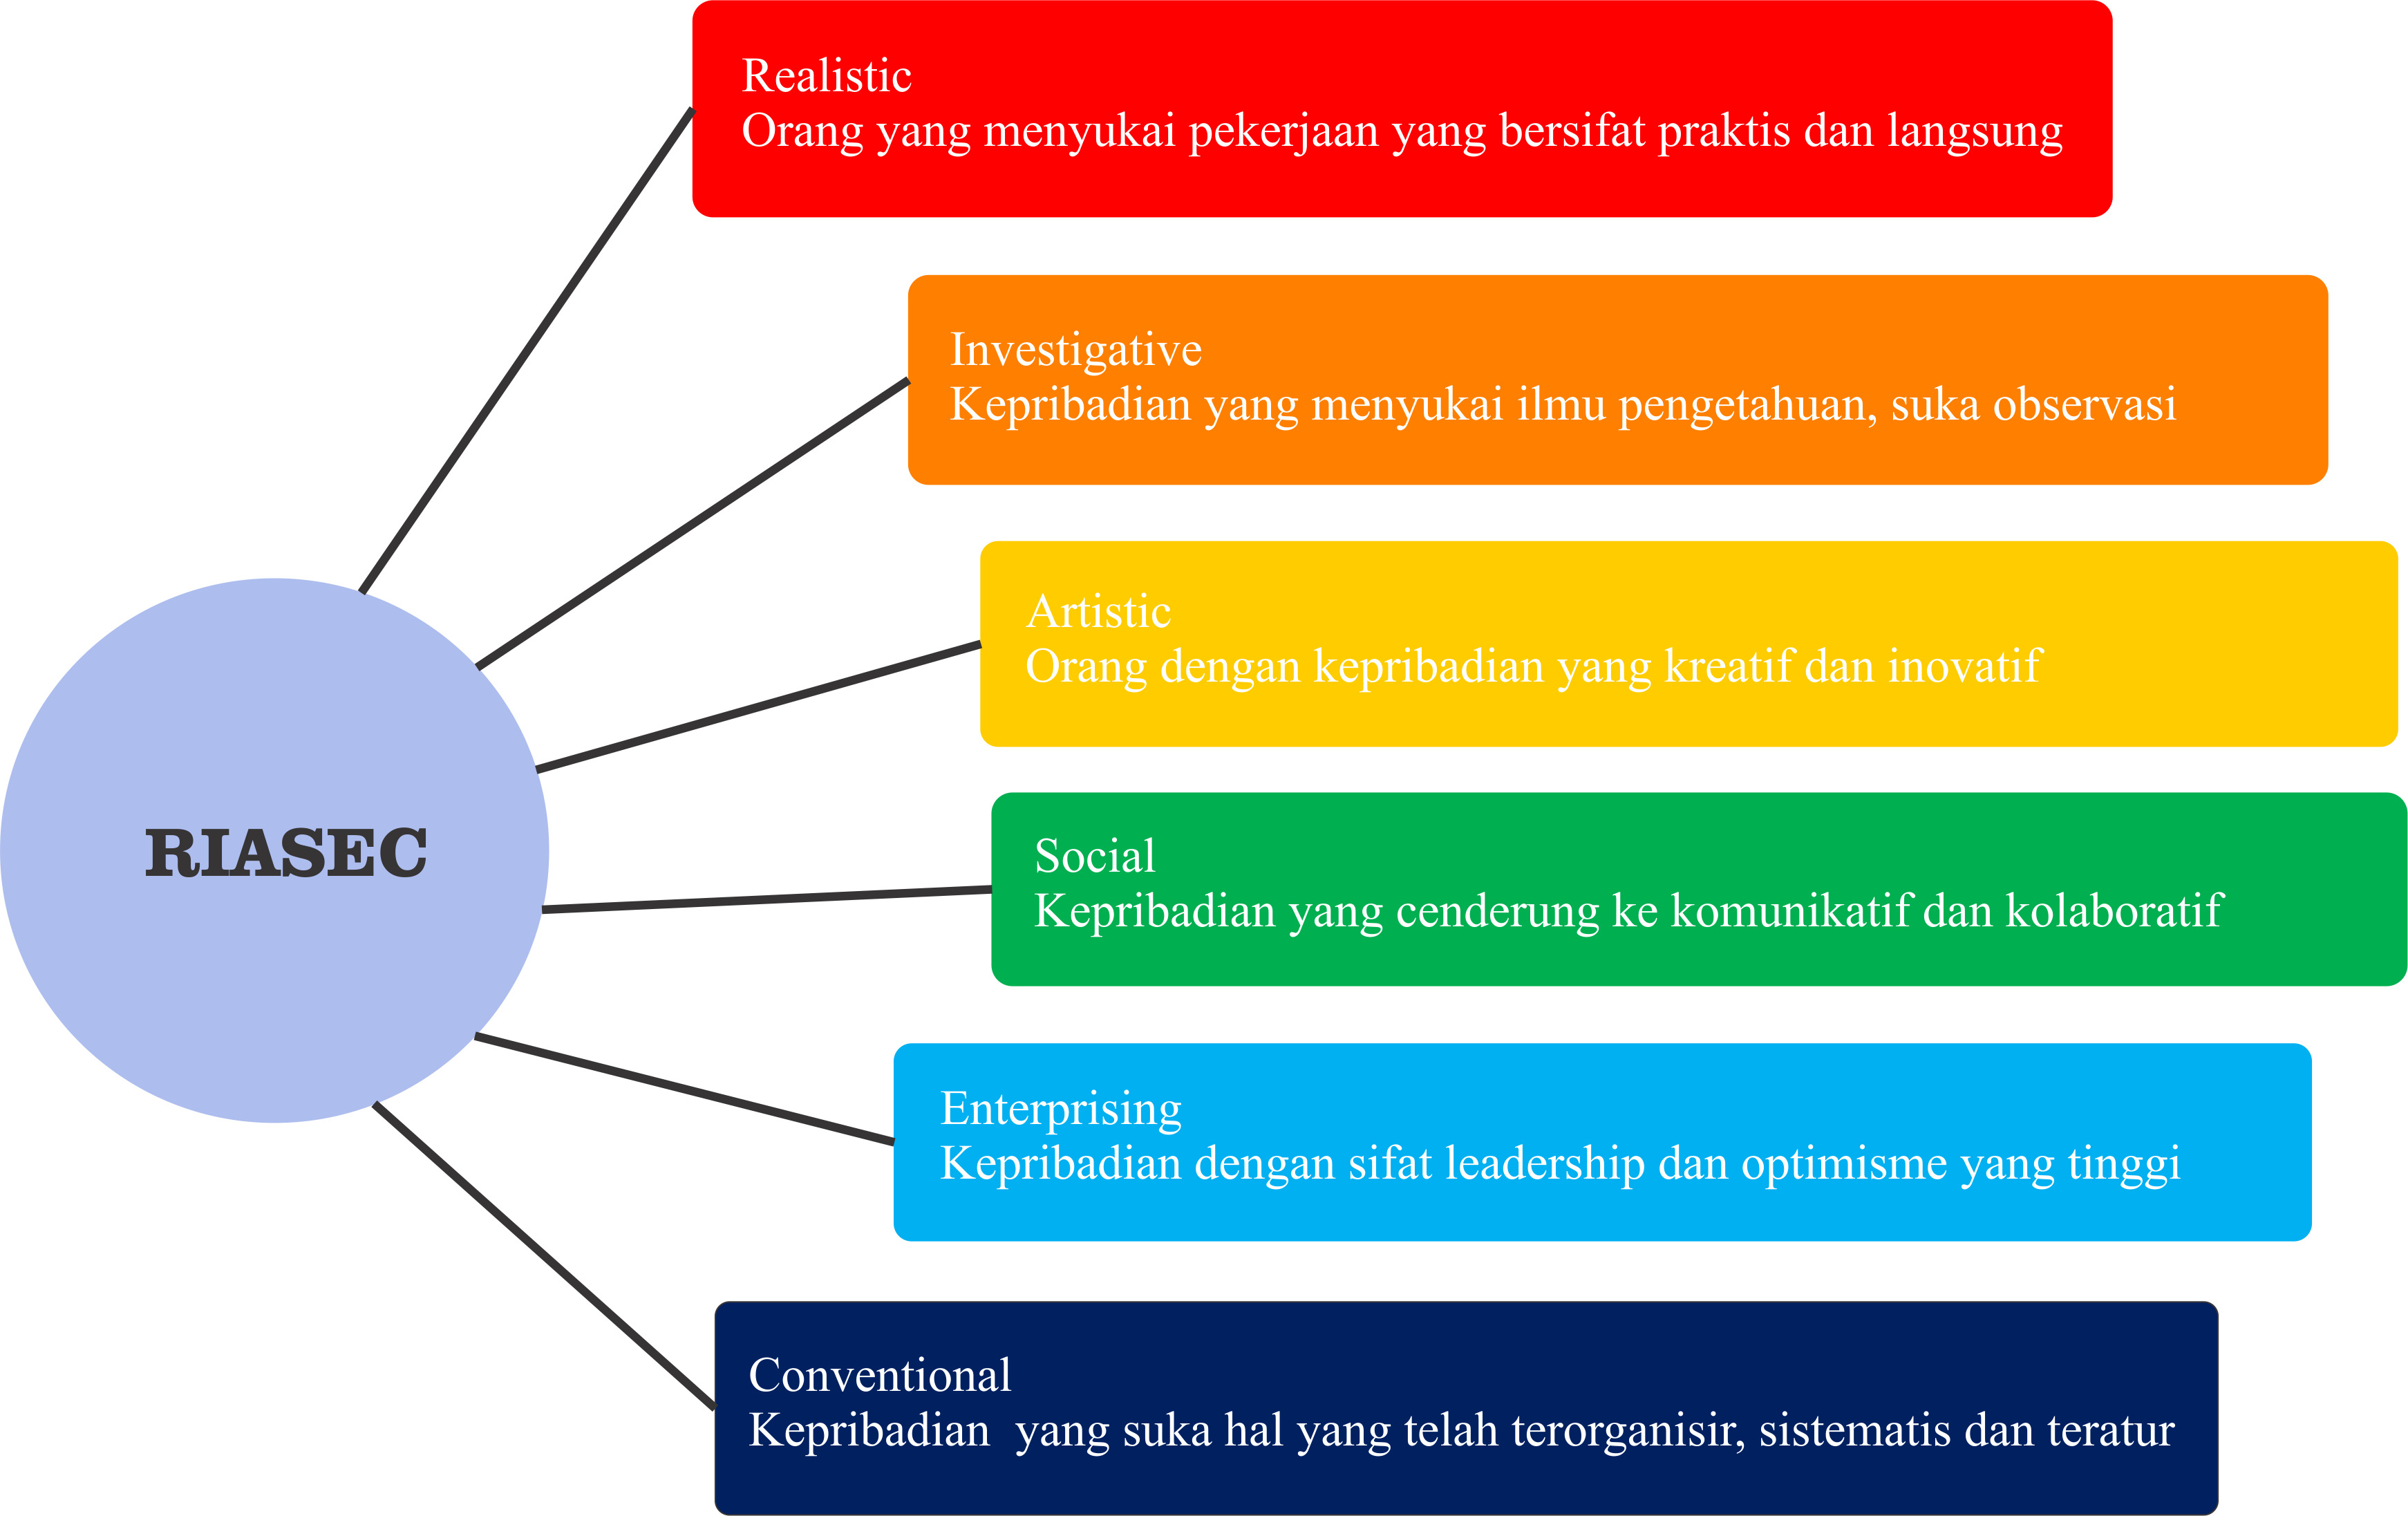 Realistic
Orang yang menyukai pekerjaan yang bersifat praktis dan langsung
Investigative
Kepribadian yang menyukai ilmu pengetahuan, suka observasi
Artistic
Orang dengan kepribadian yang kreatif dan inovatif
RIASEC
Social
Kepribadian yang cenderung ke komunikatif dan kolaboratif
Enterprising
Kepribadian dengan sifat leadership dan optimisme yang tinggi
Conventional
Kepribadian  yang suka hal yang telah terorganisir, sistematis dan teratur